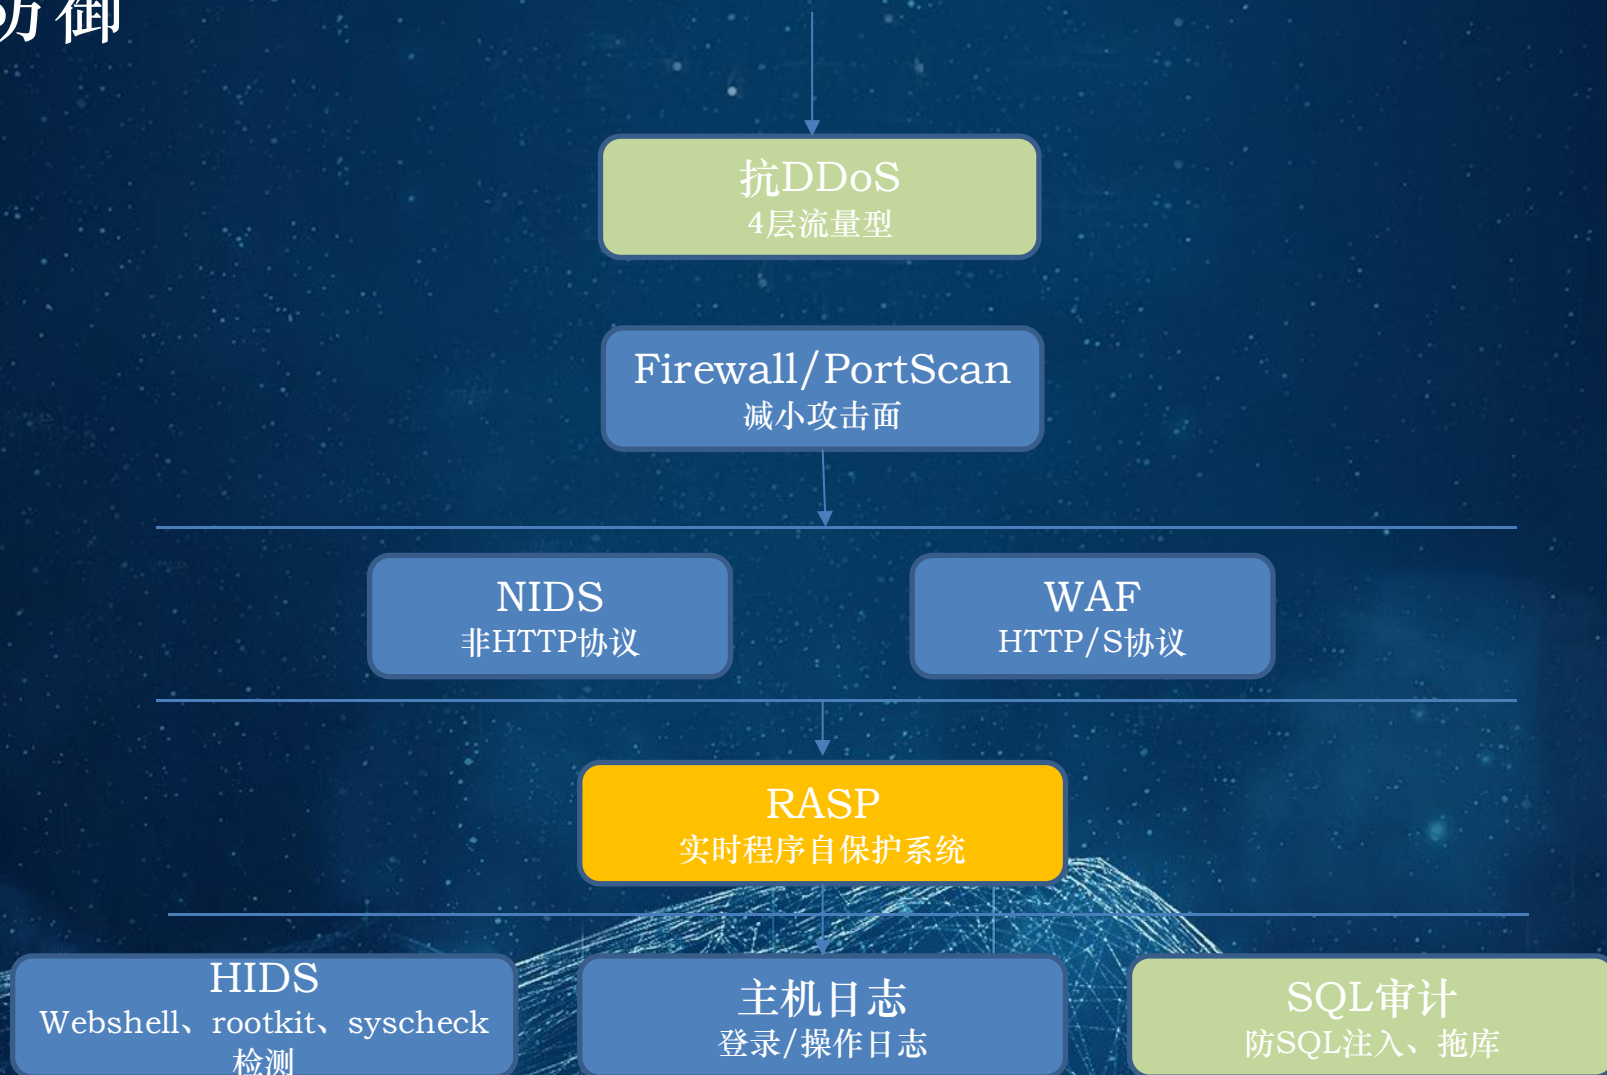 防御
抗DDoS
4层流量型
Firewall/PortScan
减小攻击面
NIDS
非HTTP协议
WAF
HTTP/S协议
RASP
实时程序自保护系统
HIDS
Webshell、rootkit、syscheck
检测
主机日志
登录/操作日志
SQL审计
防SQL注入、拖库